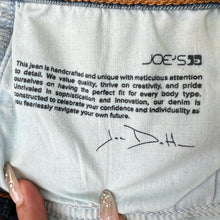 JOE'S
This jean is handcrafted and unique with meticulous attention
to detail. We value quality, thrive on creativity, and pride
ourselves on having the perfect fit for every body type.
Unrivaled in sophistication and innovation, our denim is
constructed to celebrate your confidence and individuality as
you fearlessly navigate your own future.
Joe Dahan